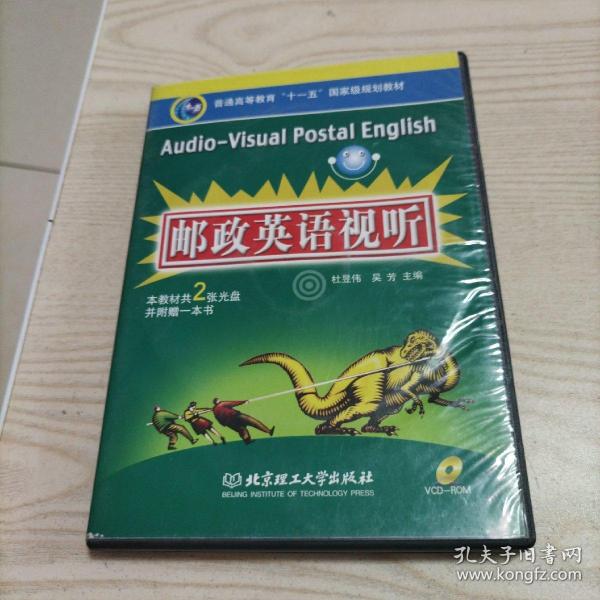 普通高等教育“十一五”国家级规划教材
Audio-Visual Postal English
邮政英语视听
杜昱伟 吴芳 主编
本教材共2张光盘
并附赠一本书
北京理工大学出版社
BEIJING INSTITUTE OF TECHNOLOGY PRESS
VCD-ROM
孔夫子旧书网
www.kongfz.com